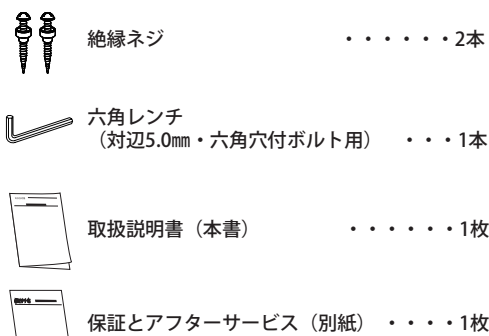 絶縁ネジ ・・・・・・2本
六角レンチ
（対辺5.0㎜・六角穴付ボルト用） ・・・1本
取扱説明書（本書） ・・・・・・1枚
保証とアフターサービス（別紙） ・・・・1枚